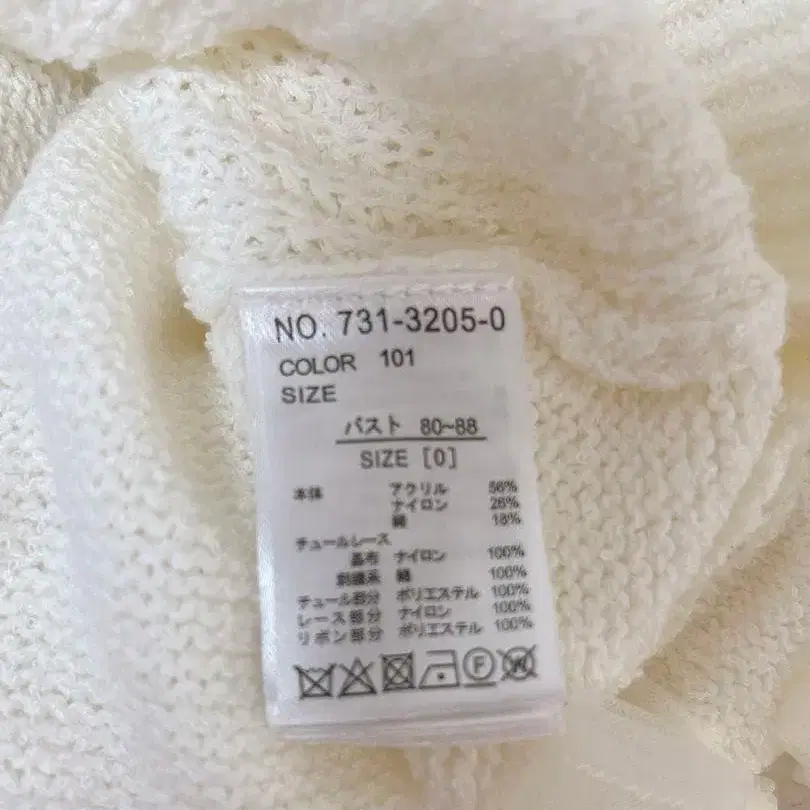 NO. 731-3205-0
COLOR 101
SIZE
バスト 80~88
SIZE [0]
本体 アクリル 56%
ナイロン 26%
綿 18%
チュールレース
基布 ナイロン 100%
刺繍糸 綿 100%
チュール部分 ポリエステル 100%
レース部分 ナイロン 100%
リボン部分 ポリエステル 100%
F W